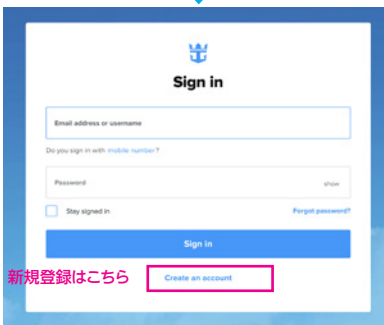 Sign in
Email address or username
Do you sign in with mobile number?
Password show
Stay signed in Forgot password?
Sign in
新規登録はこちら Create an account